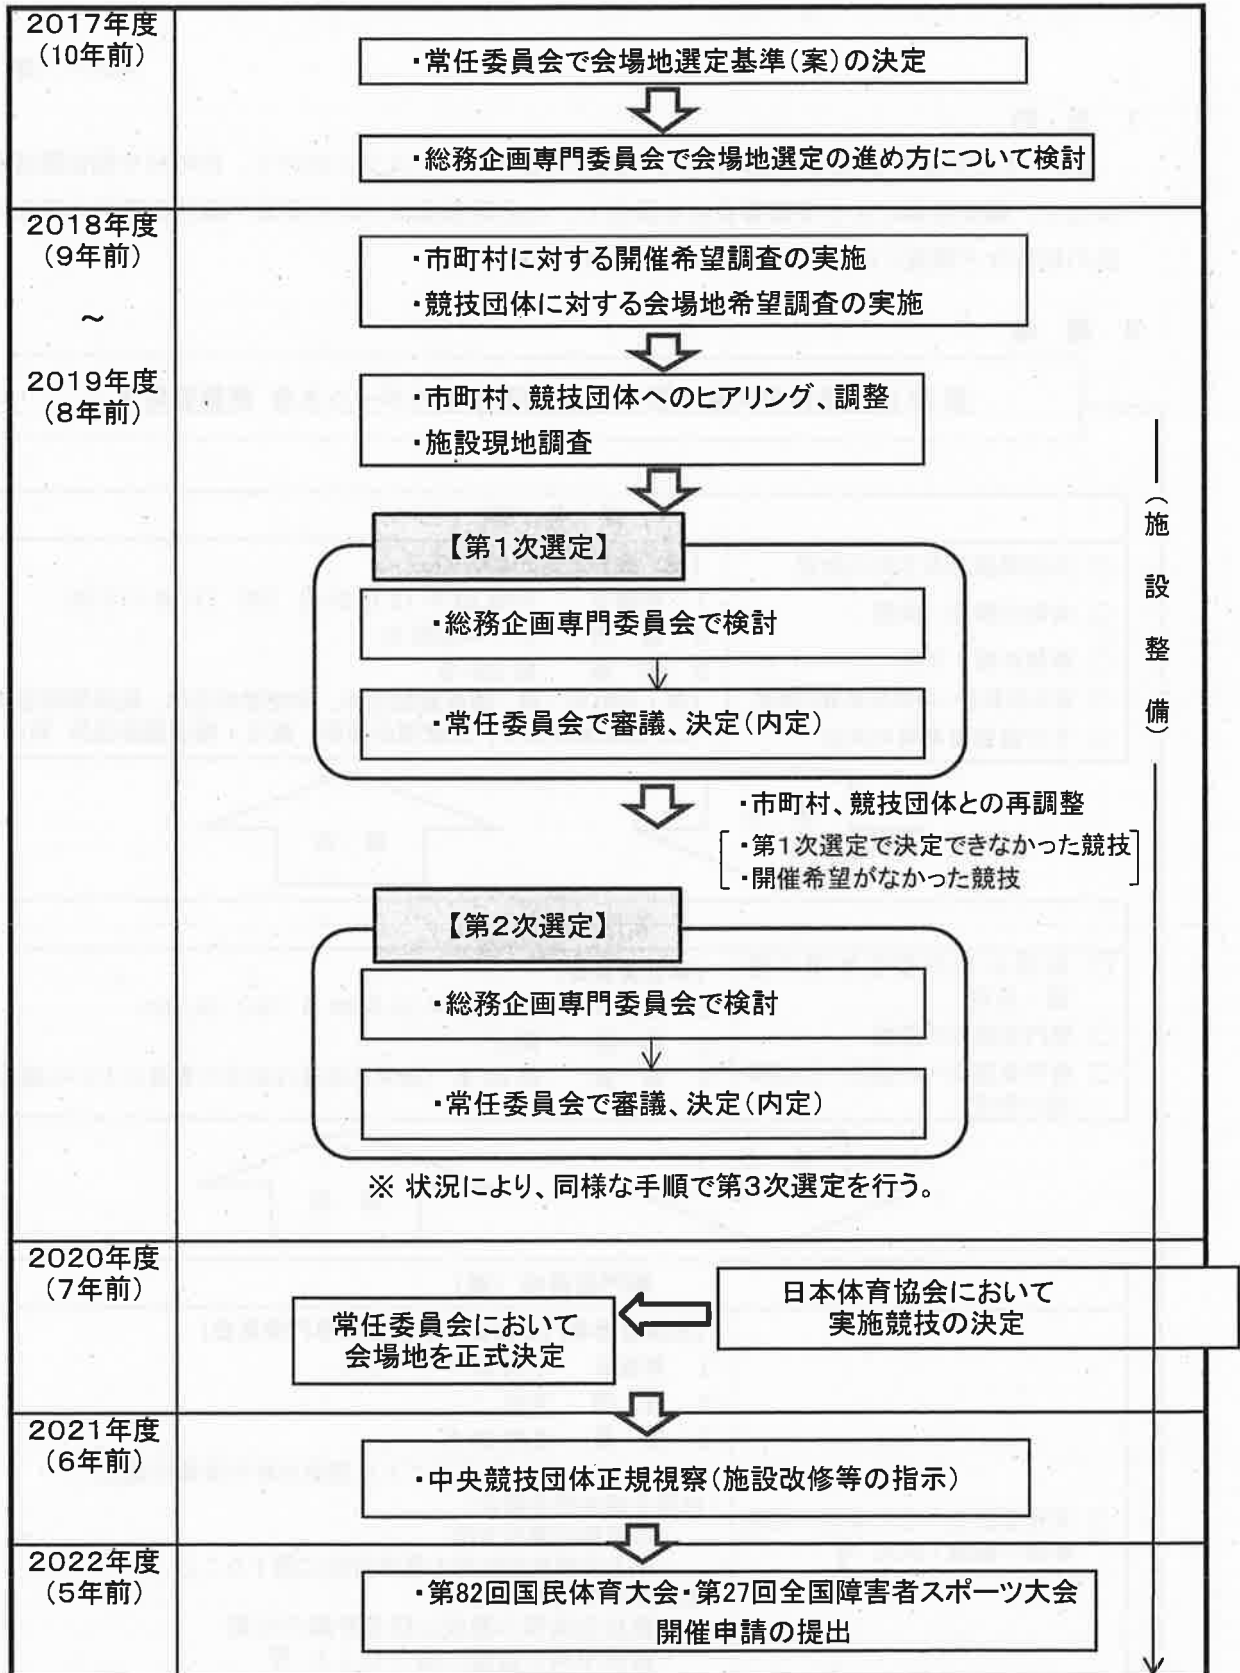 2017年度
(10年前)
・常任委員会で会場地選定基準(案)の決定
・総務企画専門委員会で会場地選定の進め方について検討
2018年度
(9年前)
～
2019年度
(8年前)
・市町村に対する開催希望調査の実施
・競技団体に対する会場地希望調査の実施
・市町村、競技団体へのヒアリング、調整
・施設現地調査
(施設整備)
【第1次選定】
・総務企画専門委員会で検討
・常任委員会で審議、決定(内定)
・市町村、競技団体との再調整
・第1次選定で決定できなかった競技
・開催希望がなかった競技
【第2次選定】
・総務企画専門委員会で検討
・常任委員会で審議、決定(内定)
※ 状況により、同様な手順で第3次選定を行う。
2020年度
(7年前)
日本体育協会において
実施競技の決定
常任委員会において
会場地を正式決定
2021年度
(6年前)
・中央競技団体正規視察(施設改修等の指示)
2022年度
(5年前)
・第82回国民体育大会・第27回全国障害者スポーツ大会
開催申請の提出